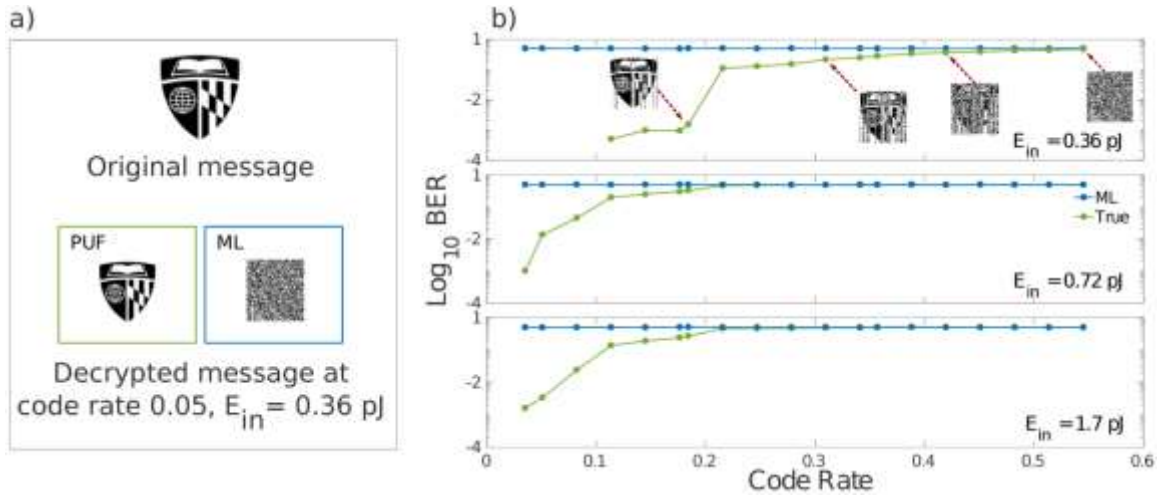 a)
Original message
PUF
ML
Decrypted message at
code rate 0.05, E_in = 0.36 pJ
b)
Log_10 BER
1
-2
-4
E_in = 0.36 pJ
ML
True
-2
-4
E_in = 0.72 pJ
1
-2
-4
E_in = 1.7 pJ
0
0.1
0.2
0.3
0.4
0.5
0.6
Code Rate